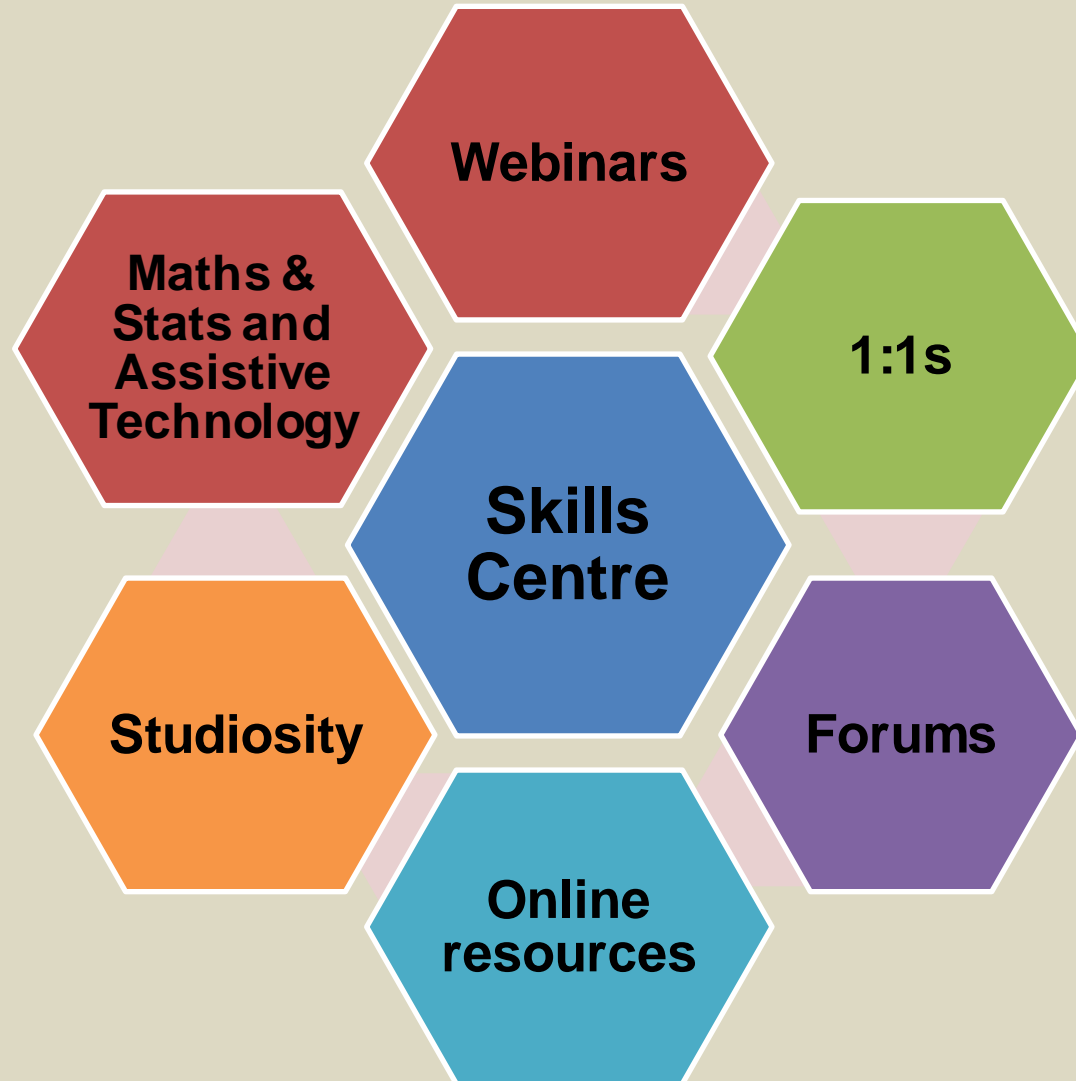 Webinars
Maths &
Stats and
Assistive
Technology
1:1s
Skills
Centre
Studiosity
Forums
Online
resources